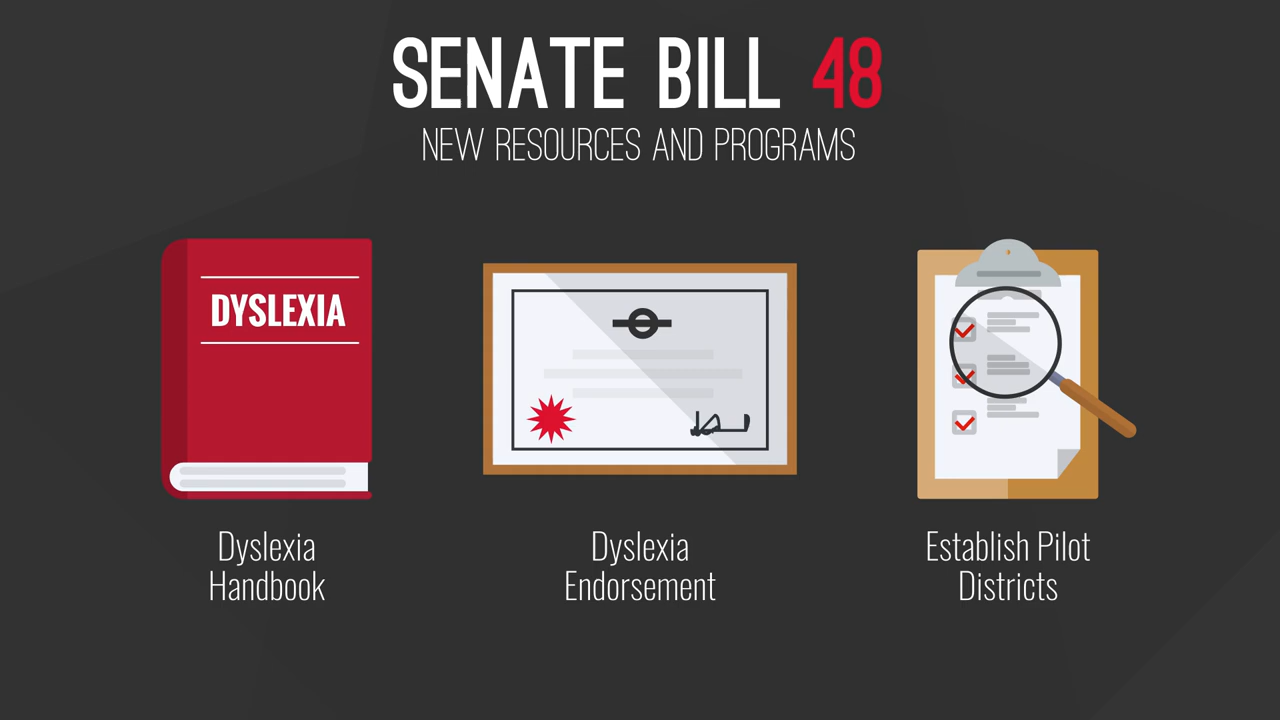 SENATE BILL 48
NEW RESOURCES AND PROGRAMS
DYSLEXIA
Dyslexia
Handbook
Dyslexia
Endorsement
Establish Pilot
Districts